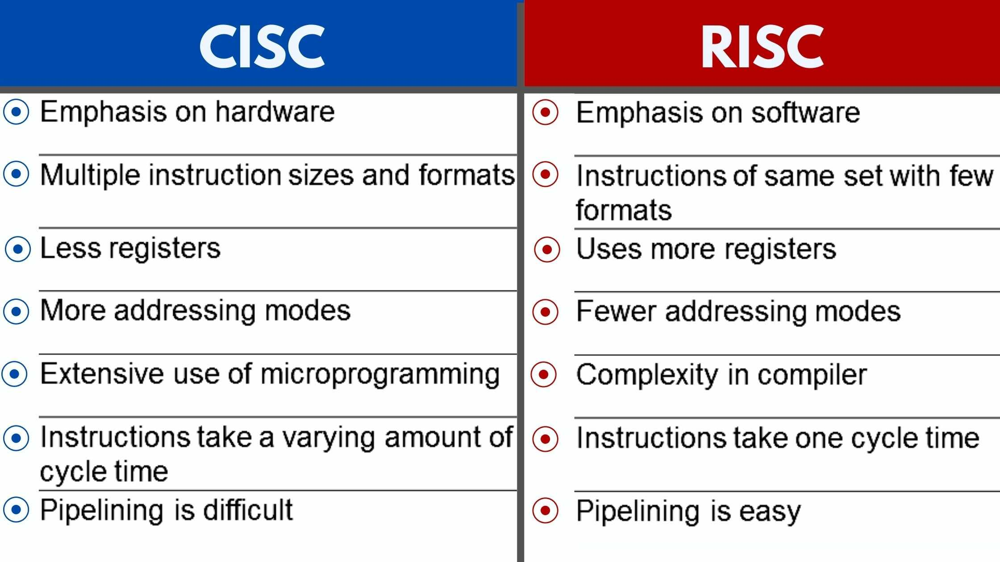 CISC
RISC
Emphasis on hardware
Emphasis on software
Multiple instruction sizes and formats
Instructions of same set with few
formats
Less registers
Uses more registers
More addressing modes
Fewer addressing modes
Extensive use of microprogramming
Complexity in compiler
Instructions take a varying amount of
cycle time
Instructions take one cycle time
Pipelining is difficult
Pipelining is easy